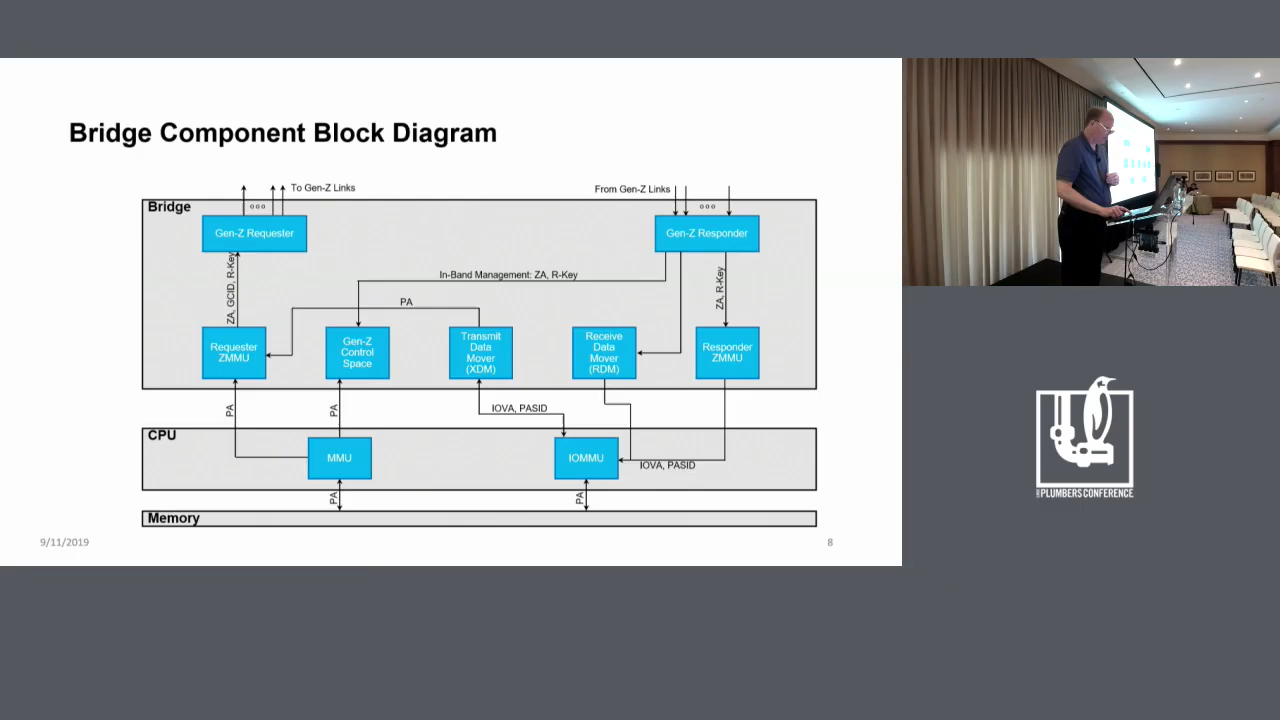 Bridge Component Block Diagram
To Gen-Z Links
From Gen-Z Links
Bridge
Gen-Z Requester
Gen-Z Responder
ZA, GCID, R-Key
In-Band Management: ZA, R-Key
ZA, R-Key
PA
Requester
ZMMU
Gen-Z
Control
Space
Transmit
Data
Mover
(XDM)
Receive
Data
Mover
(RDM)
Responder
ZMMU
PA
PA
IOVA, PASID
CPU
MMU
IOMMU
IOVA, PASID
PA
PA
Memory
9/11/2019
8
PLUMBERS CONFERENCE